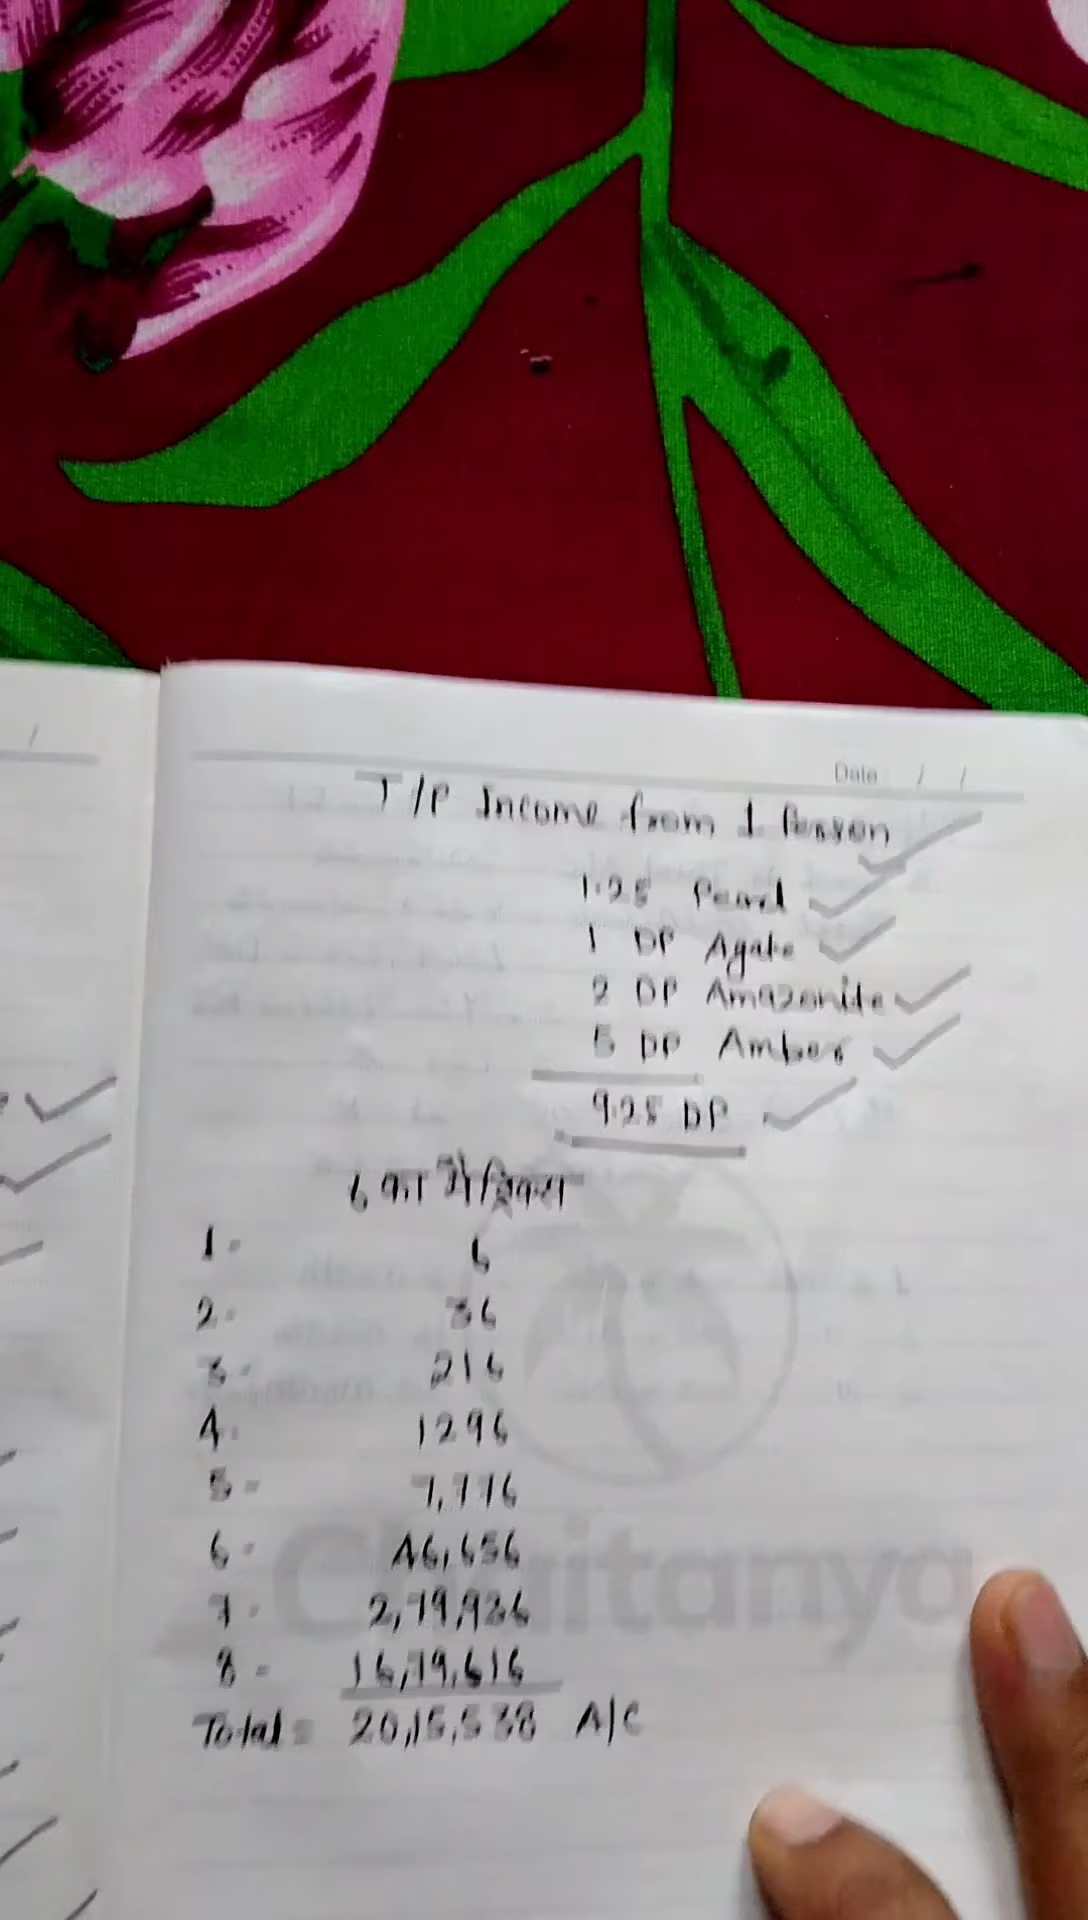 Date / /
T/P Income from 1 Person
1.25 Pearl
1 DP Agate
2 DP Amazonite
5 DP Amber
9.25 DP
6 का मैट्रिक्स
1- 6
2- 36
3- 216
4- 1296
5- 7,776
6- 46,656
7- 2,79,936
8- 16,79,616
Total = 20,15,538 A/C
Chaitanya